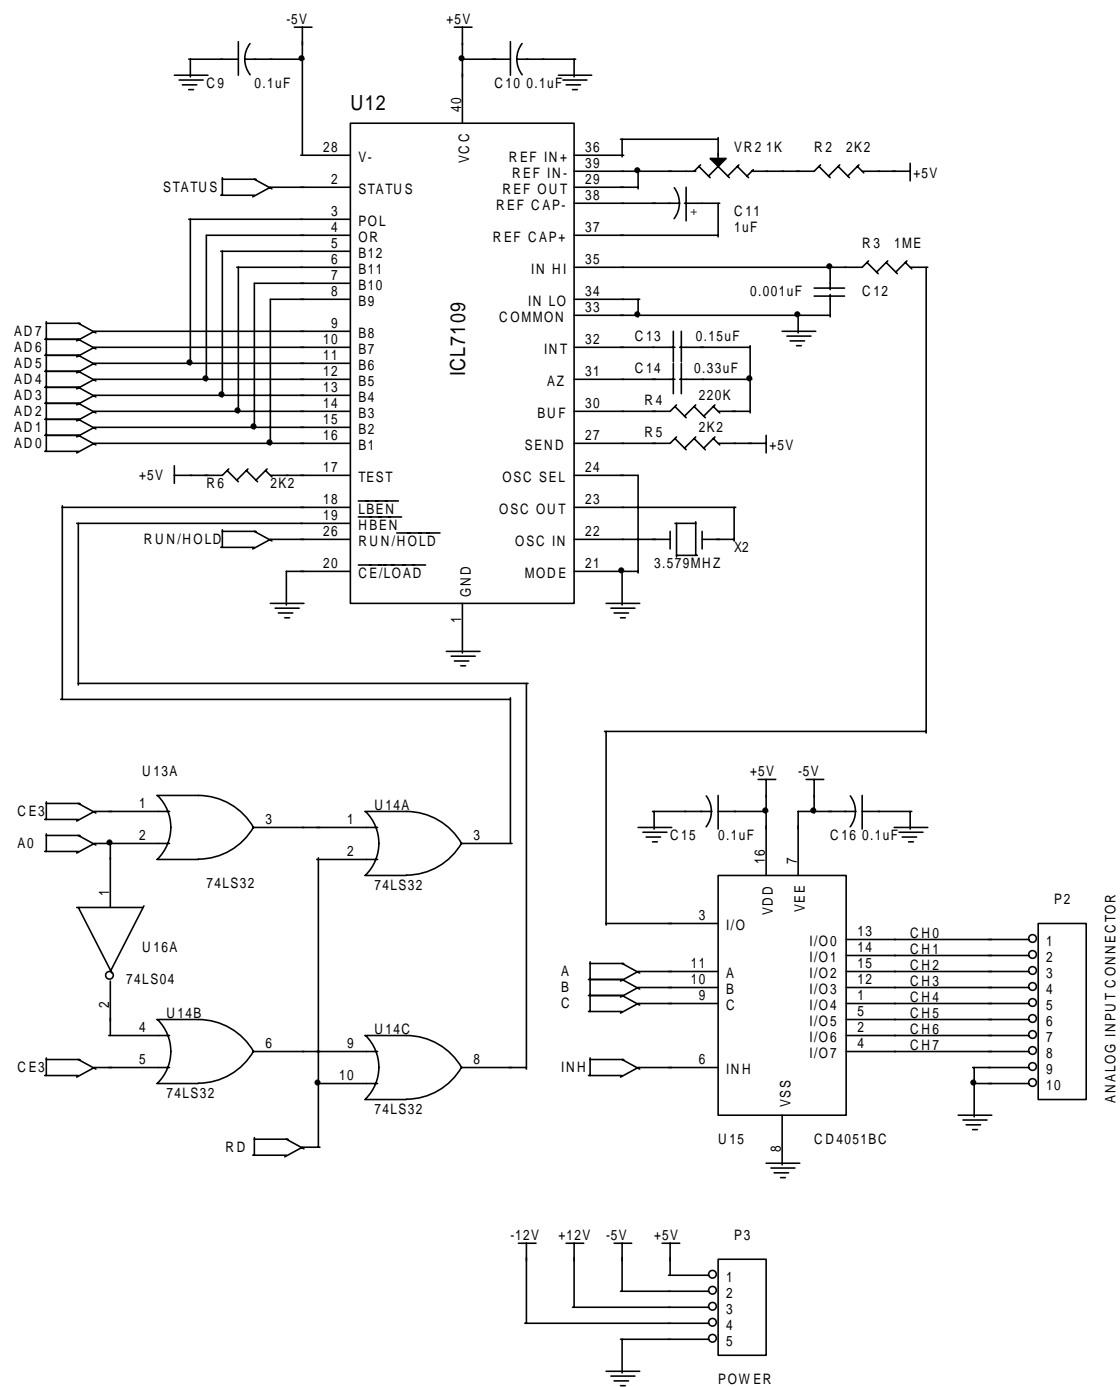 -5V
+5V
C9 0.1uF
C10 0.1uF
U12
40
VCC
28 V-
STATUS 2 STATUS
3 POL
4 OR
5 B12
6 B11
7 B10
8 B9
AD7 9 B8
AD6 10 B7
AD5 11 B6
AD4 12 B5
AD3 13 B4
AD2 14 B3
AD1 15 B2
AD0 16 B1
+5V R6 2K2 17 TEST
18 LBEN
19 HBEN
RUN/HOLD 26 RUN/HOLD
20 CE/LOAD
ICL7109
GND
1
REF IN+ 36
REF IN- 39
REF OUT 29
REF CAP- 38
REF CAP+ 37
VR2 1K R2 2K2
+5V
C11
1uF
IN HI 35
R3 1ME
IN LO 34
COMMON 33
0.001uF C12
INT 32 C13 0.15uF
AZ 31 C14 0.33uF
BUF 30 R4 220K
SEND 27 R5 2K2 +5V
OSC SEL 24
OSC OUT 23
OSC IN 22 X2
3.579MHZ
MODE 21
U13A
CE3 1
A0 2
3
74LS32
U14A
1
2
3
74LS32
1
U16A
74LS04
2
U14B
4
CE3 5
6
74LS32
U14C
9
10
8
74LS32
RD
+5V
-5V
C15 0.1uF
C16 0.1uF
16
7
VDD
VEE
3 I/O
A 11 A
B 10 B
C 9 C
INH 6 INH
I/O0 13 CH0
I/O1 14 CH1
I/O2 15 CH2
I/O3 12 CH3
I/O4 1 CH4
I/O5 5 CH5
I/O6 2 CH6
I/O7 4 CH7
VSS
8
U15 CD4051BC
P2
1
2
3
4
5
6
7
8
9
10
ANALOG INPUT CONNECTOR
-12V +12V -5V +5V
P3
1
2
3
4
5
POWER